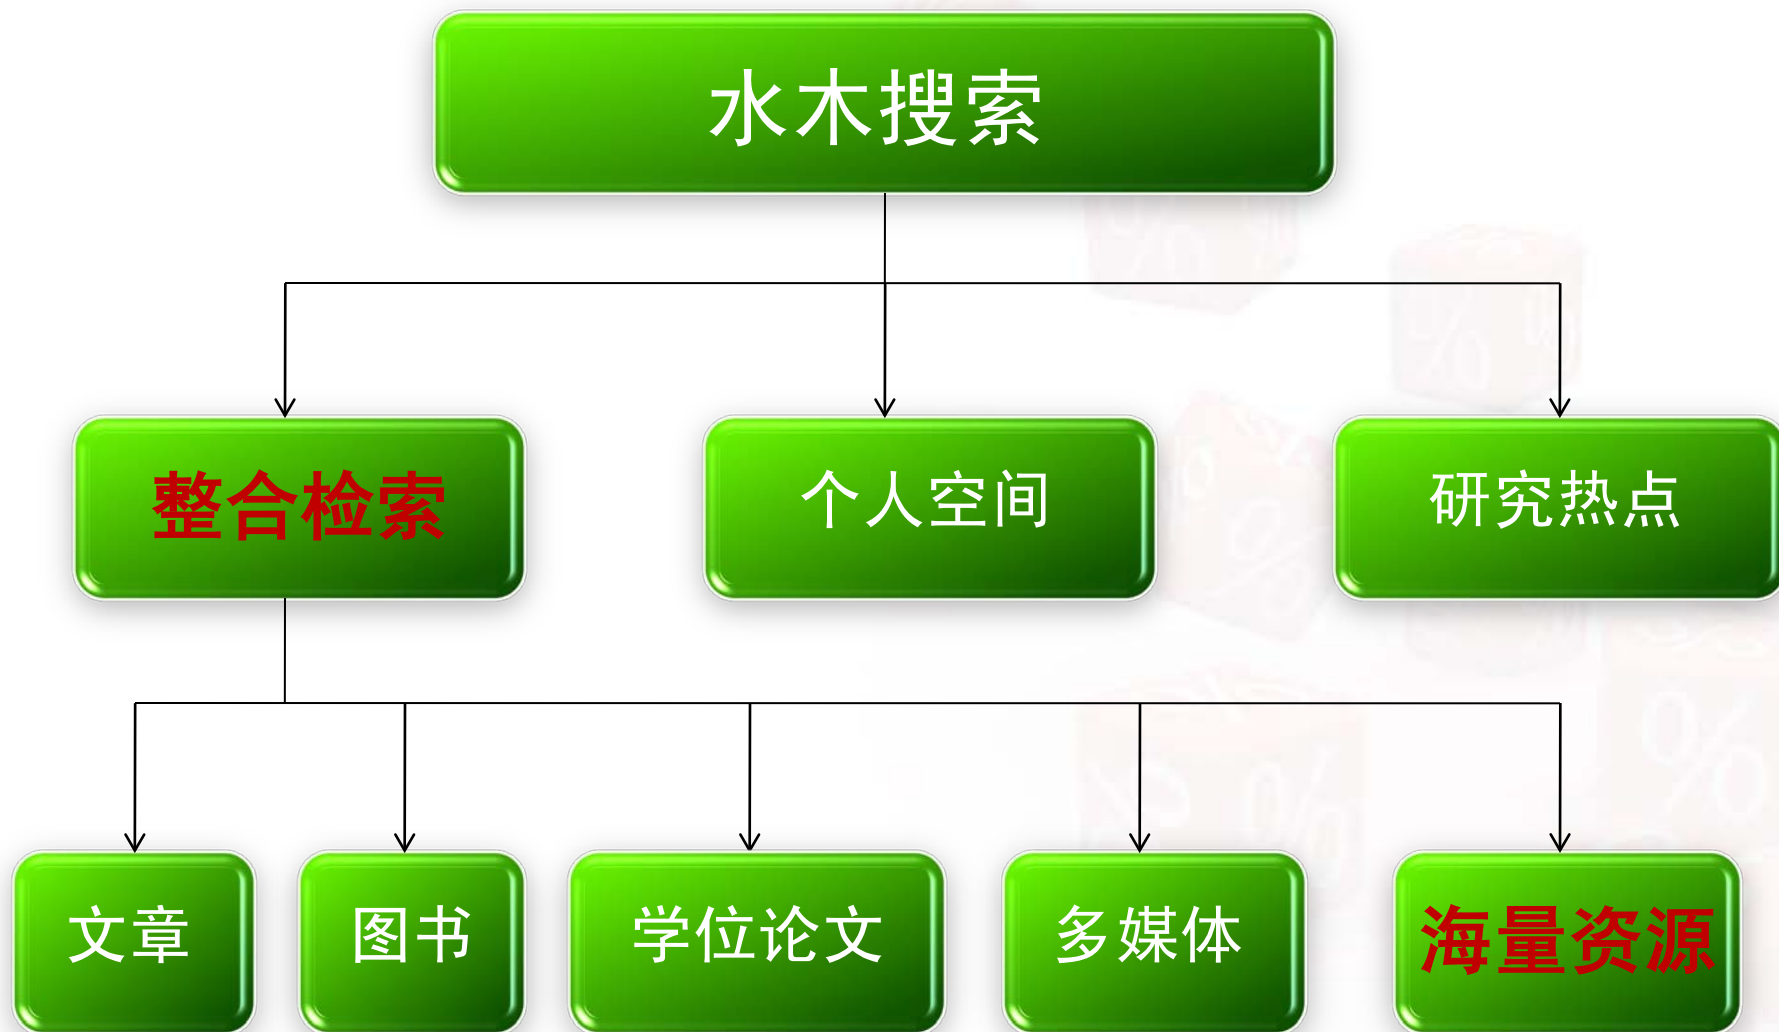 水木搜索
整合检索
个人空间
研究热点
文章
图书
学位论文
多媒体
海量资源